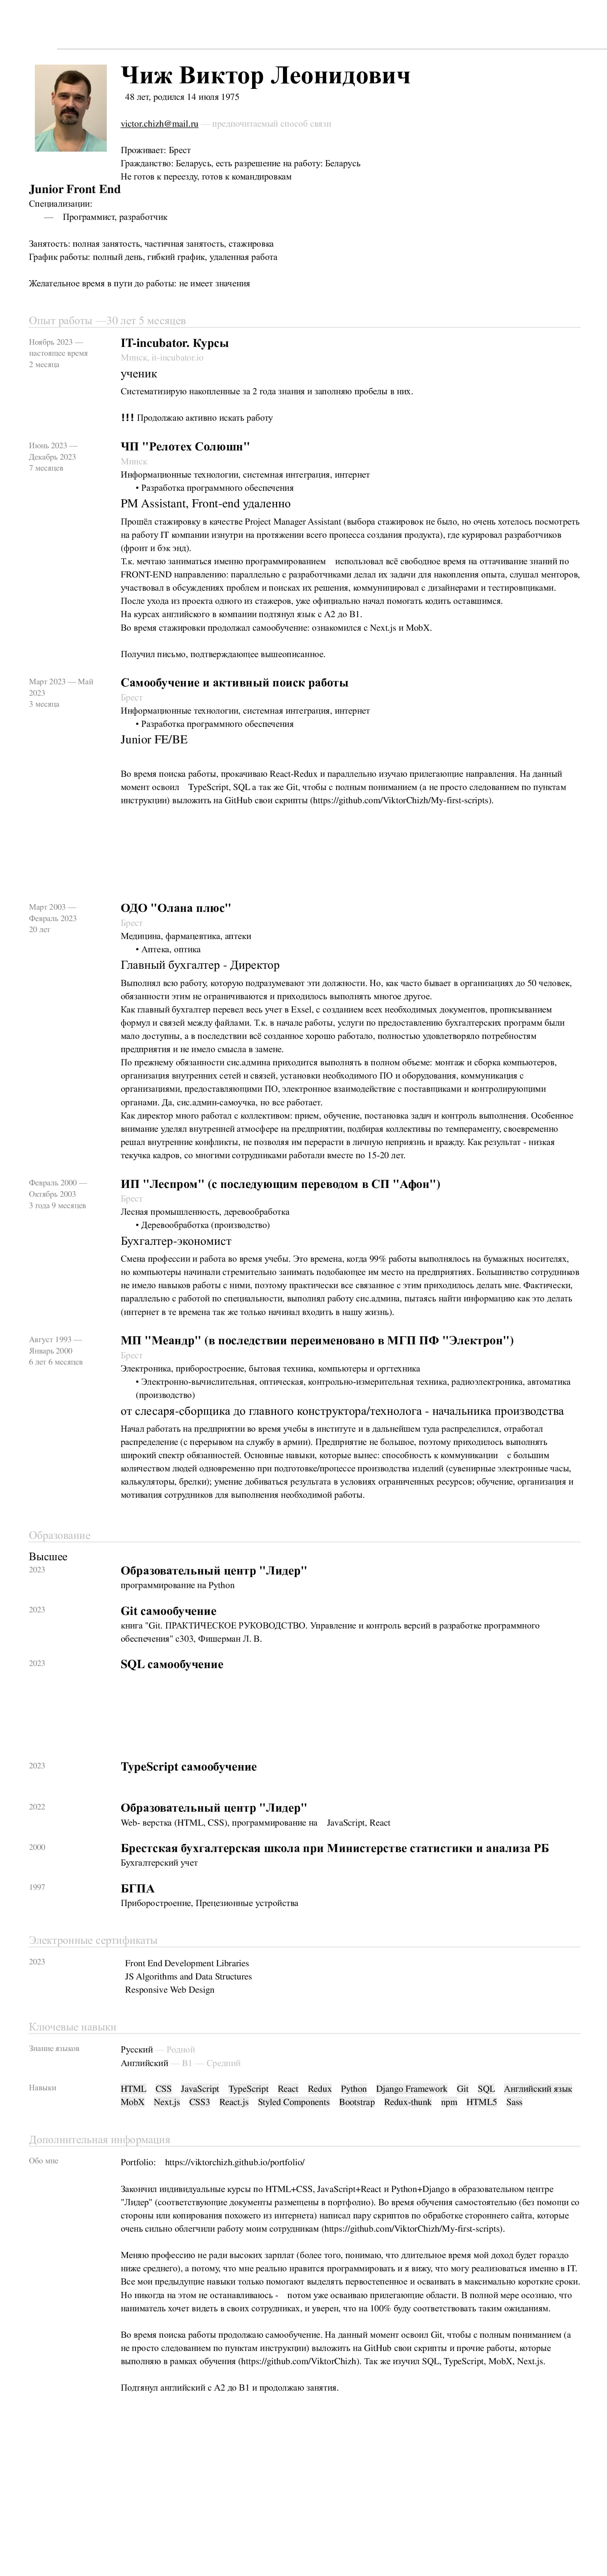 Чиж Виктор Леонидович
48 лет, родился 14 июля 1975
victor.chizh@mail.ru — предпочитаемый способ связи
Проживает: Брест
Гражданство: Беларусь, есть разрешение на работу: Беларусь
Не готов к переезду, готов к командировкам
Junior Front End
Специализации:
— Программист, разработчик
Занятость: полная занятость, частичная занятость, стажировка
График работы: полный день, гибкий график, удаленная работа
Желательное время в пути до работы: не имеет значения
Опыт работы —30 лет 5 месяцев
Ноябрь 2023 —
настоящее время
2 месяца
IT-incubator. Курсы
Минск, it-incubator.io
ученик
Систематизирую накопленные за 2 года знания и заполняю пробелы в них.
!!! Продолжаю активно искать работу
Июнь 2023 —
Декабрь 2023
7 месяцев
ЧП "Релотех Солюшн"
Минск
Информационные технологии, системная интеграция, интернет
• Разработка программного обеспечения
PM Assistant, Front-end удаленно
Прошёл стажировку в качестве Project Manager Assistant (выбора стажировок не было, но очень хотелось посмотреть
на работу IT компании изнутри на протяжении всего процесса создания продукта), где курировал разработчиков
(фронт и бэк энд).
Т.к. мечтаю заниматься именно программированием использовал всё свободное время на оттачивание знаний по
FRONT-END направлению: параллельно с разработчиками делал их задачи для накопления опыта, слушал менторов,
участвовал в обсуждениях проблем и поисках их решения, коммуницировал с дизайнерами и тестировщиками.
После ухода из проекта одного из стажеров, уже официально начал помогать кодить оставшимся.
На курсах английского в компании подтянул язык с A2 до B1.
Во время стажировки продолжал самообучение: ознакомился с Next.js и MobX.
Получил письмо, подтверждающее вышеописанное.
Март 2023 — Май
2023
3 месяца
Самообучение и активный поиск работы
Брест
Информационные технологии, системная интеграция, интернет
• Разработка программного обеспечения
Junior FE/BE
Во время поиска работы, прокачиваю React-Redux и параллельно изучаю прилегающие направления. На данный
момент освоил TypeScript, SQL а так же Git, чтобы с полным пониманием (а не просто следованием по пунктам
инструкции) выложить на GitHub свои скрипты (https://github.com/ViktorChizh/My-first-scripts).
Март 2003 —
Февраль 2023
20 лет
ОДО "Олана плюс"
Брест
Медицина, фармацевтика, аптеки
• Аптека, оптика
Главный бухгалтер - Директор
Выполнял всю работу, которую подразумевают эти должности. Но, как часто бывает в организациях до 50 человек,
обязанности этим не ограничиваются и приходилось выполнять многое другое.
Как главный бухгалтер перевел весь учет в Exsel, с созданием всех необходимых документов, прописыванием
формул и связей между файлами. Т.к. в начале работы, услуги по предоставлению бухгалтерских программ были
мало доступны, а в последствии всё созданное хорошо работало, полностью удовлетворяло потребностям
предприятия и не имело смысла в замене.
По прежнему обязанности сис.админа приходится выполнять в полном объеме: монтаж и сборка компьютеров,
организация внутренних сетей и связей, установки необходимого ПО и оборудования, коммуникация с
организациями, предоставляющими ПО, электронное взаимодействие с поставщиками и контролирующими
органами. Да, сис.админ-самоучка, но все работает.
Как директор много работал с коллективом: прием, обучение, постановка задач и контроль выполнения. Особенное
внимание уделял внутренней атмосфере на предприятии, подбирая коллективы по темпераменту, своевременно
решал внутренние конфликты, не позволяя им перерасти в личную неприязнь и вражду. Как результат - низкая
текучка кадров, со многими сотрудниками работали вместе по 15-20 лет.
Февраль 2000 —
Октябрь 2003
3 года 9 месяцев
ИП "Леспром" (с последующим переводом в СП "Афон")
Брест
Лесная промышленность, деревообработка
• Деревообработка (производство)
Бухгалтер-экономист
Смена профессии и работа во время учебы. Это времена, когда 99% работы выполнялось на бумажных носителях,
но компьютеры начинали стремительно занимать подобающее им место на предприятиях. Большинство сотрудников
не имело навыков работы с ними, потому практически все связанное с этим приходилось делать мне. Фактически,
параллельно с работой по специальности, выполнял работу сис.админа, пытаясь найти информацию как это делать
(интернет в те времена так же только начинал входить в нашу жизнь).
Август 1993 —
Январь 2000
6 лет 6 месяцев
МП "Меандр" (в последствии переименовано в МГП ПФ "Электрон")
Брест
Электроника, приборостроение, бытовая техника, компьютеры и оргтехника
• Электронно-вычислительная, оптическая, контрольно-измерительная техника, радиоэлектроника, автоматика
(производство)
от слесаря-сборщика до главного конструктора/технолога - начальника производства
Начал работать на предприятии во время учебы в институте и в дальнейшем туда распределился, отработал
распределение (с перерывом на службу в армии). Предприятие не большое, поэтому приходилось выполнять
широкий спектр обязанностей. Основные навыки, которые вынес: способность к коммуникации с большим
количеством людей одновременно при подготовке/процессе производства изделий (сувенирные электронные часы,
калькуляторы, брелки); умение добиваться результата в условиях ограниченных ресурсов; обучение, организация и
мотивация сотрудников для выполнения необходимой работы.
Образование
Высшее
2023
Образовательный центр "Лидер"
программирование на Python
2023
Git самообучение
книга "Git. ПРАКТИЧЕСКОЕ РУКОВОДСТВО. Управление и контроль версий в разработке программного
обеспечения" с303, Фишерман Л. В.
2023
SQL самообучение
2023
TypeScript самообучение
2022
Образовательный центр "Лидер"
Web- верстка (HTML, CSS), программирование на JavaScript, React
2000
Брестская бухгалтерская школа при Министерстве статистики и анализа РБ
Бухгалтерский учет
1997
БГПА
Приборостроение, Прецезионные устройства
Электронные сертификаты
2023
Front End Development Libraries
JS Algorithms and Data Structures
Responsive Web Design
Ключевые навыки
Знание языков
Русский — Родной
Английский — B1 — Средний
Навыки
HTML CSS JavaScript TypeScript React Redux Python Django Framework Git SQL Английский язык
MobX Next.js CSS3 React.js Styled Components Bootstrap Redux-thunk npm HTML5 Sass
Дополнительная информация
Обо мне
Portfolio: https://viktorchizh.github.io/portfolio/
Закончил индивидуальные курсы по HTML+CSS, JavaScript+React и Python+Django в образовательном центре
"Лидер" (соответствующие документы размещены в портфолио). Во время обучения самостоятельно (без помощи со
стороны или копирования похожего из интернета) написал пару скриптов по обработке стороннего сайта, которые
очень сильно облегчили работу моим сотрудникам (https://github.com/ViktorChizh/My-first-scripts).
Меняю профессию не ради высоких зарплат (более того, понимаю, что длительное время мой доход будет гораздо
ниже среднего), а потому, что мне реально нравится программировать и я вижу, что могу реализоваться именно в IT.
Все мои предыдущие навыки только помогают выделять первостепенное и осваивать в максимально короткие сроки.
Но никогда на этом не останавливаюсь - потом уже осваиваю прилегающие области. В полной мере осознаю, что
наниматель хочет видеть в своих сотрудниках, и уверен, что на 100% буду соответствовать таким ожиданиям.
Во время поиска работы продолжаю самообучение. На данный момент освоил Git, чтобы с полным пониманием (а
не просто следованием по пунктам инструкции) выложить на GitHub свои скрипты и прочие работы, которые
выполняю в рамках обучения (https://github.com/ViktorChizh). Так же изучил SQL, TypeScript, MobX, Next.js.
Подтянул английский с A2 до B1 и продолжаю занятия.